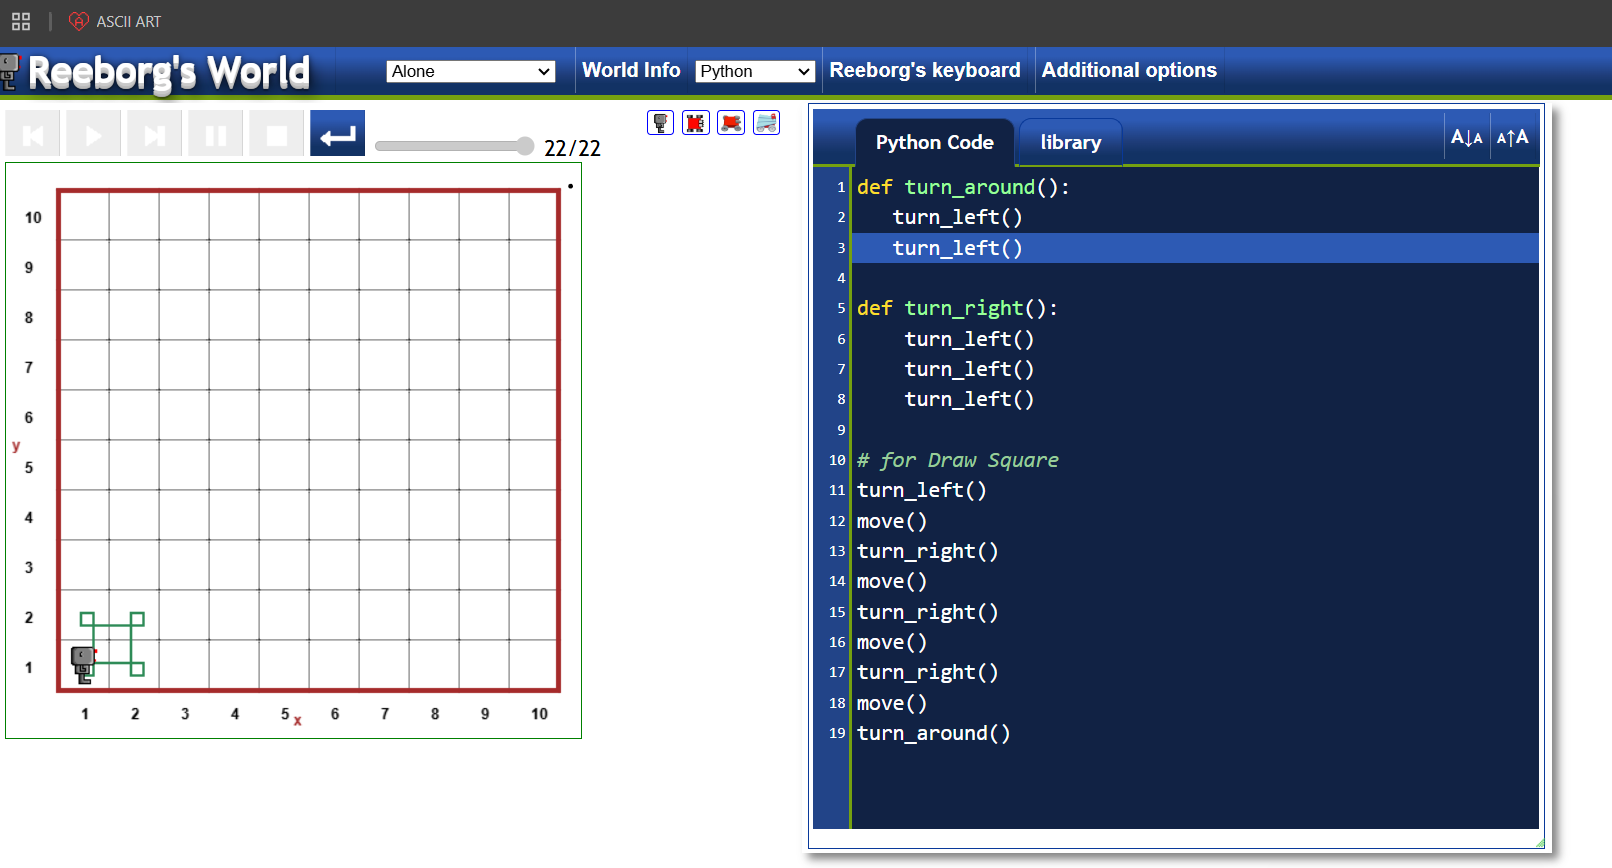 ASCII ART
Reeborg's World
Alone
World Info
Python
Reeborg's keyboard
Additional options
22/22
10
9
8
7
6
y
5
4
3
2
1
1 2 3 4 5 x 6 7 8 9 10
Python Code
library
A↓A A↑A
1 def turn_around():
2    turn_left()
3    turn_left()
4
5 def turn_right():
6     turn_left()
7     turn_left()
8     turn_left()
9
10 # for Draw Square
11 turn_left()
12 move()
13 turn_right()
14 move()
15 turn_right()
16 move()
17 turn_right()
18 move()
19 turn_around()